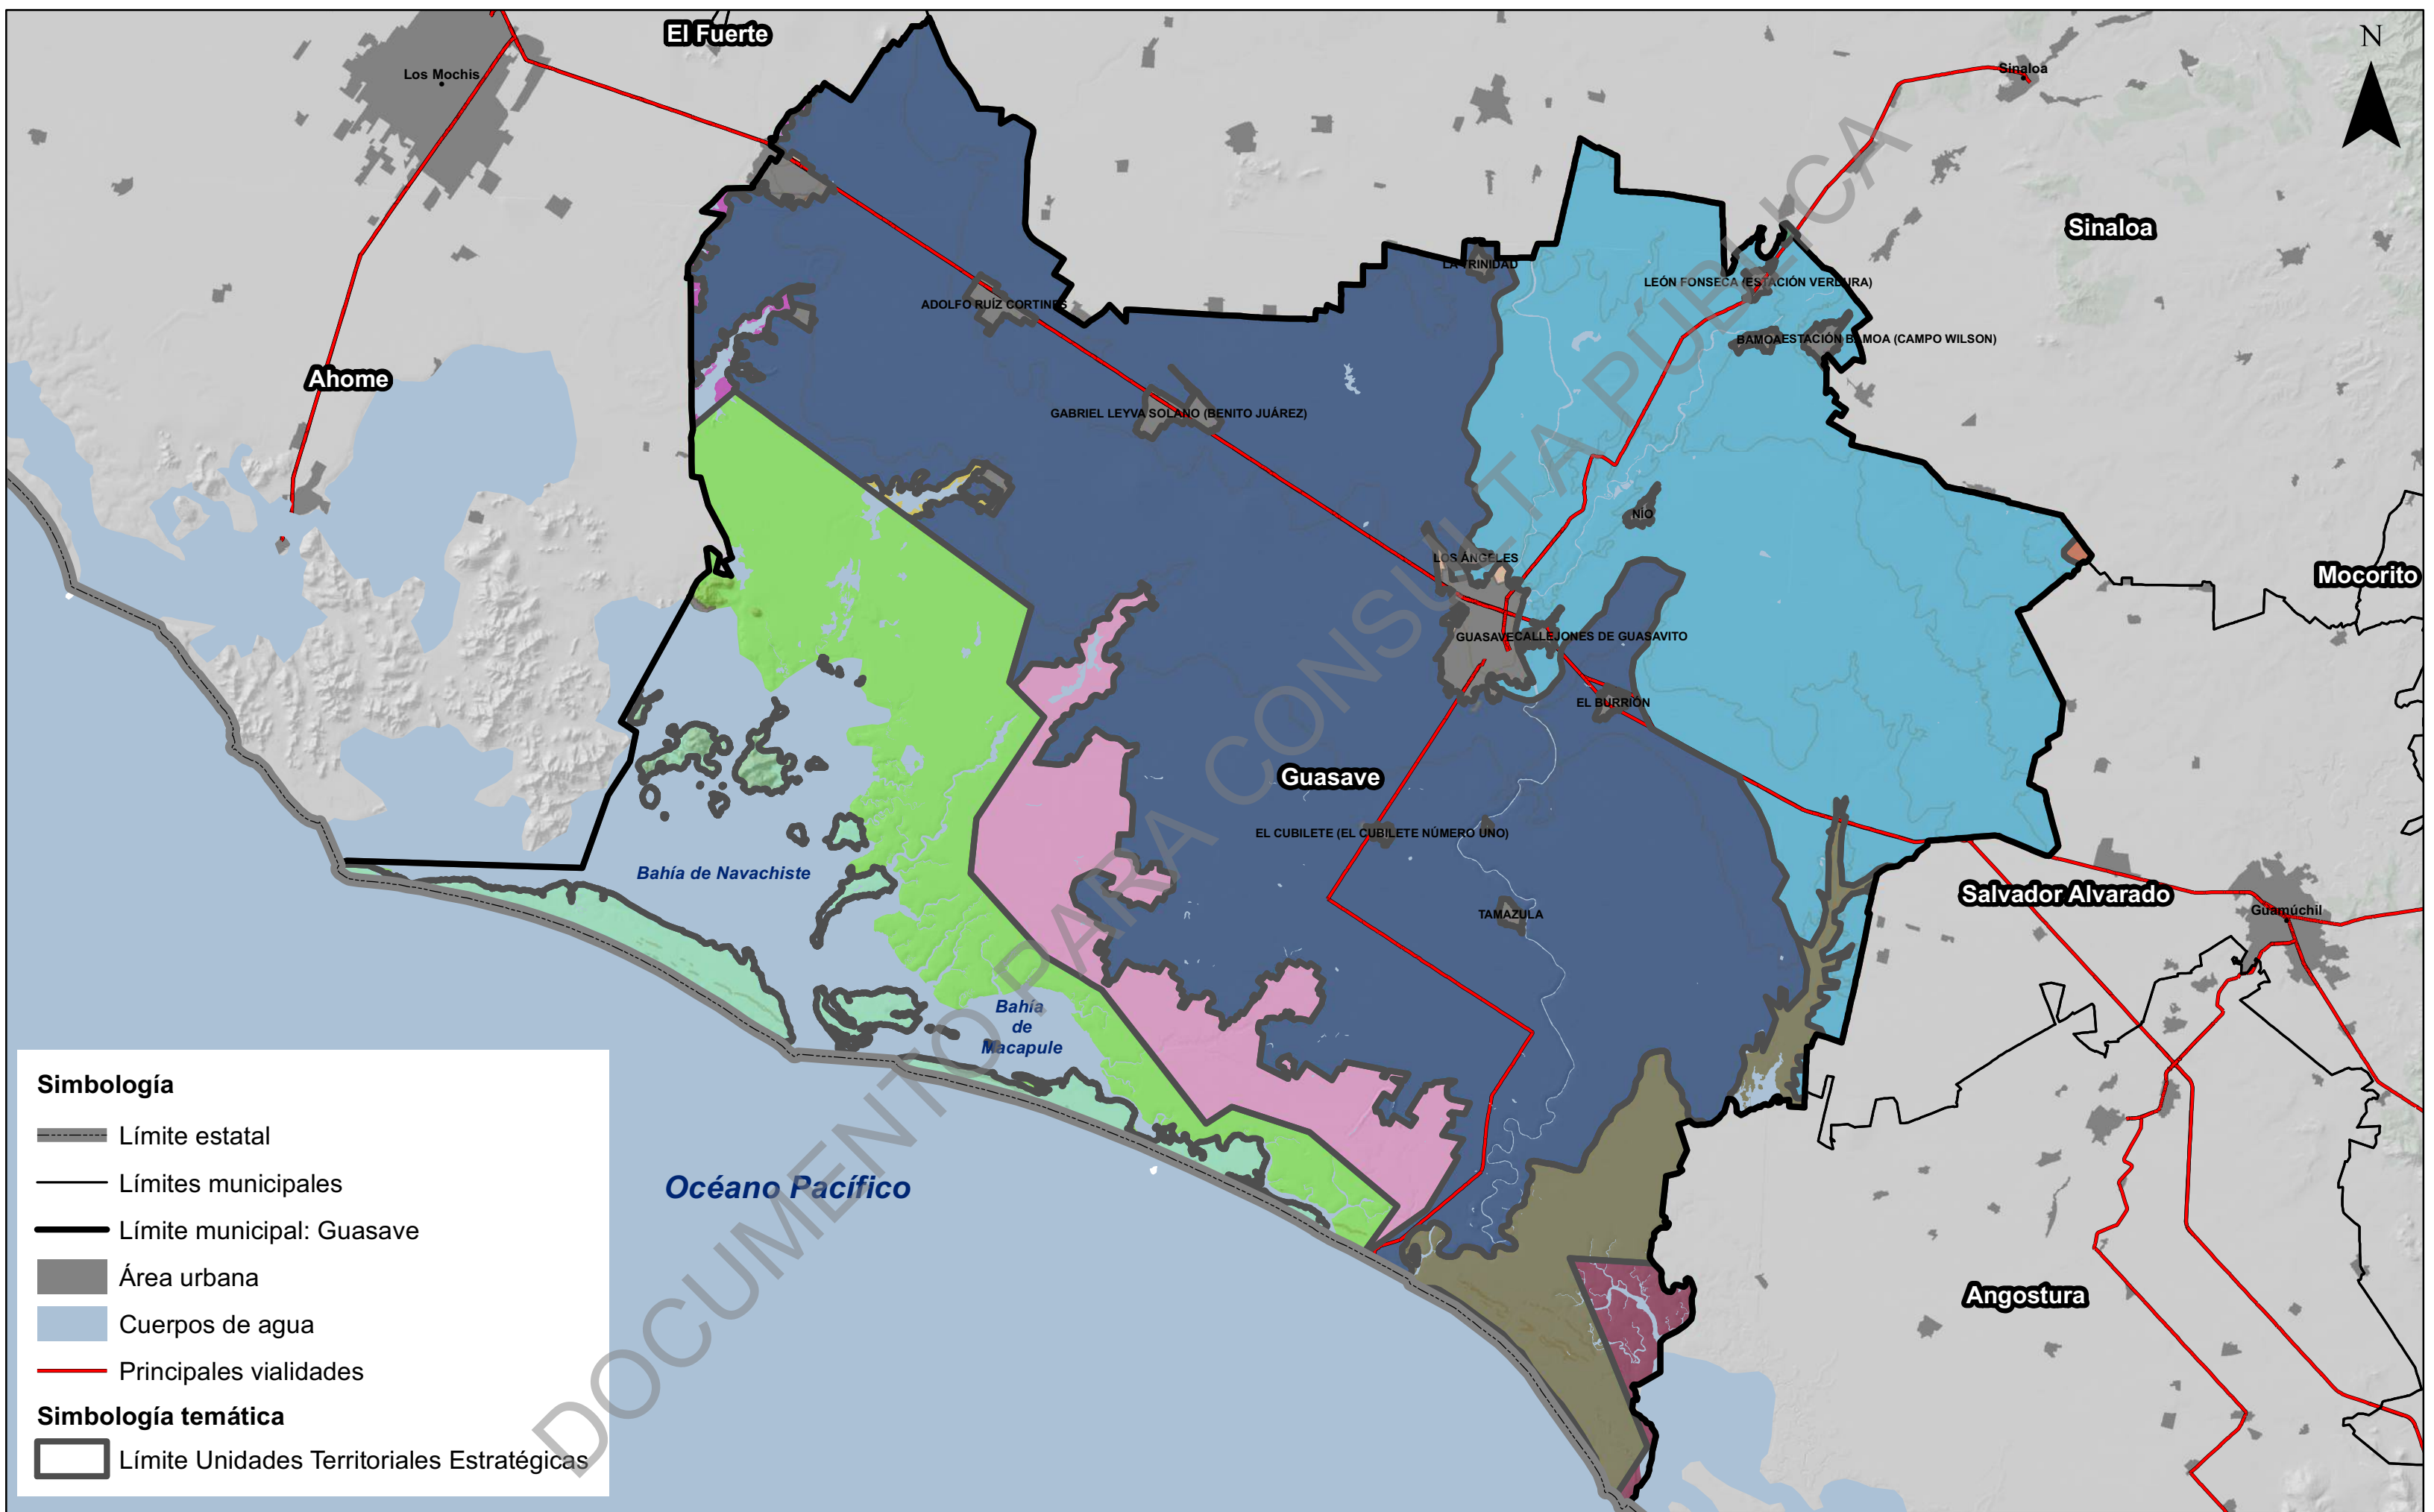 El Fuerte
N
Los Mochis
Sinaloa
Sinaloa
LA TRINIDAD
LEÓN FONSECA (ESTACIÓN VERDURA)
ADOLFO RUÍZ CORTINES
BAMOA
ESTACIÓN BAMOA (CAMPO WILSON)
Ahome
GABRIEL LEYVA SOLANO (BENITO JUÁREZ)
NÍO
LOS ÁNGELES
Mocorito
GUASAVE
CALLEJONES DE GUASAVITO
EL BURRIÓN
Guasave
EL CUBILETE (EL CUBILETE NÚMERO UNO)
Bahía de Navachiste
Salvador Alvarado
TAMAZULA
Guamúchil
Bahía
de
Macapule
Océano Pacífico
Angostura
DOCUMENTO PARA CONSULTA PUBLICA
Simbología
Límite estatal
Límites municipales
Límite municipal: Guasave
Área urbana
Cuerpos de agua
Principales vialidades
Simbología temática
Límite Unidades Territoriales Estratégicas